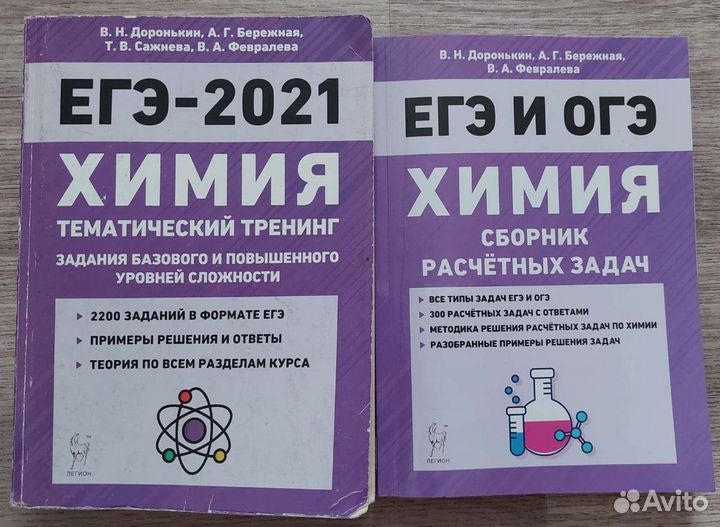 В. Н. Доронькин, А. Г. Бережная,
Т. В. Сажнева, В. А. Февралева
ЕГЭ-2021
ХИМИЯ
ТЕМАТИЧЕСКИЙ ТРЕНИНГ
ЗАДАНИЯ БАЗОВОГО И ПОВЫШЕННОГО
УРОВНЕЙ СЛОЖНОСТИ
2200 ЗАДАНИЙ В ФОРМАТЕ ЕГЭ
ПРИМЕРЫ РЕШЕНИЯ И ОТВЕТЫ
ТЕОРИЯ ПО ВСЕМ РАЗДЕЛАМ КУРСА
ЛЕГИОН
В. Н. Доронькин, А. Г. Бережная,
В. А. Февралева
ЕГЭ И ОГЭ
ХИМИЯ
СБОРНИК
РАСЧЁТНЫХ ЗАДАЧ
ВСЕ ТИПЫ ЗАДАЧ ЕГЭ И ОГЭ
300 РАСЧЁТНЫХ ЗАДАЧ С ОТВЕТАМИ
МЕТОДИКА РЕШЕНИЯ РАСЧЁТНЫХ ЗАДАЧ ПО ХИМИИ
РАЗОБРАННЫЕ ПРИМЕРЫ РЕШЕНИЯ ЗАДАЧ
ЛЕГИОН
Avito